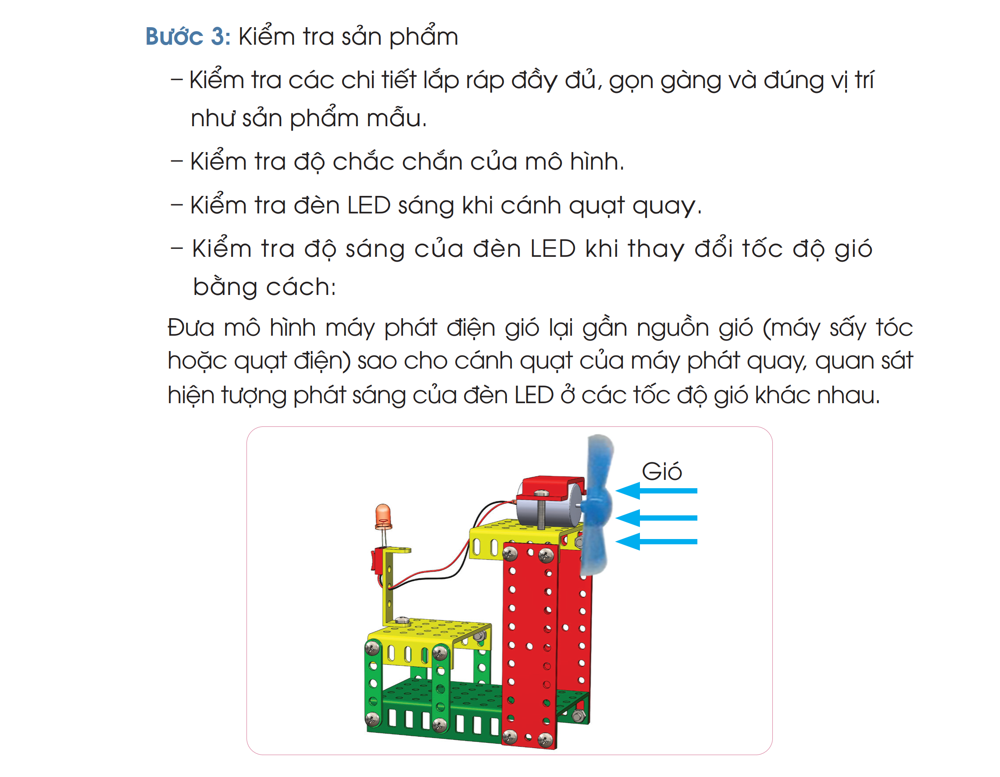 Bước 3: Kiểm tra sản phẩm
– Kiểm tra các chi tiết lắp ráp đầy đủ, gọn gàng và đúng vị trí
như sản phẩm mẫu.
– Kiểm tra độ chắc chắn của mô hình.
– Kiểm tra đèn LED sáng khi cánh quạt quay.
– Kiểm tra độ sáng của đèn LED khi thay đổi tốc độ gió
bằng cách:
Đưa mô hình máy phát điện gió lại gần nguồn gió (máy sấy tóc
hoặc quạt điện) sao cho cánh quạt của máy phát quay, quan sát
hiện tượng phát sáng của đèn LED ở các tốc độ gió khác nhau.
Gió